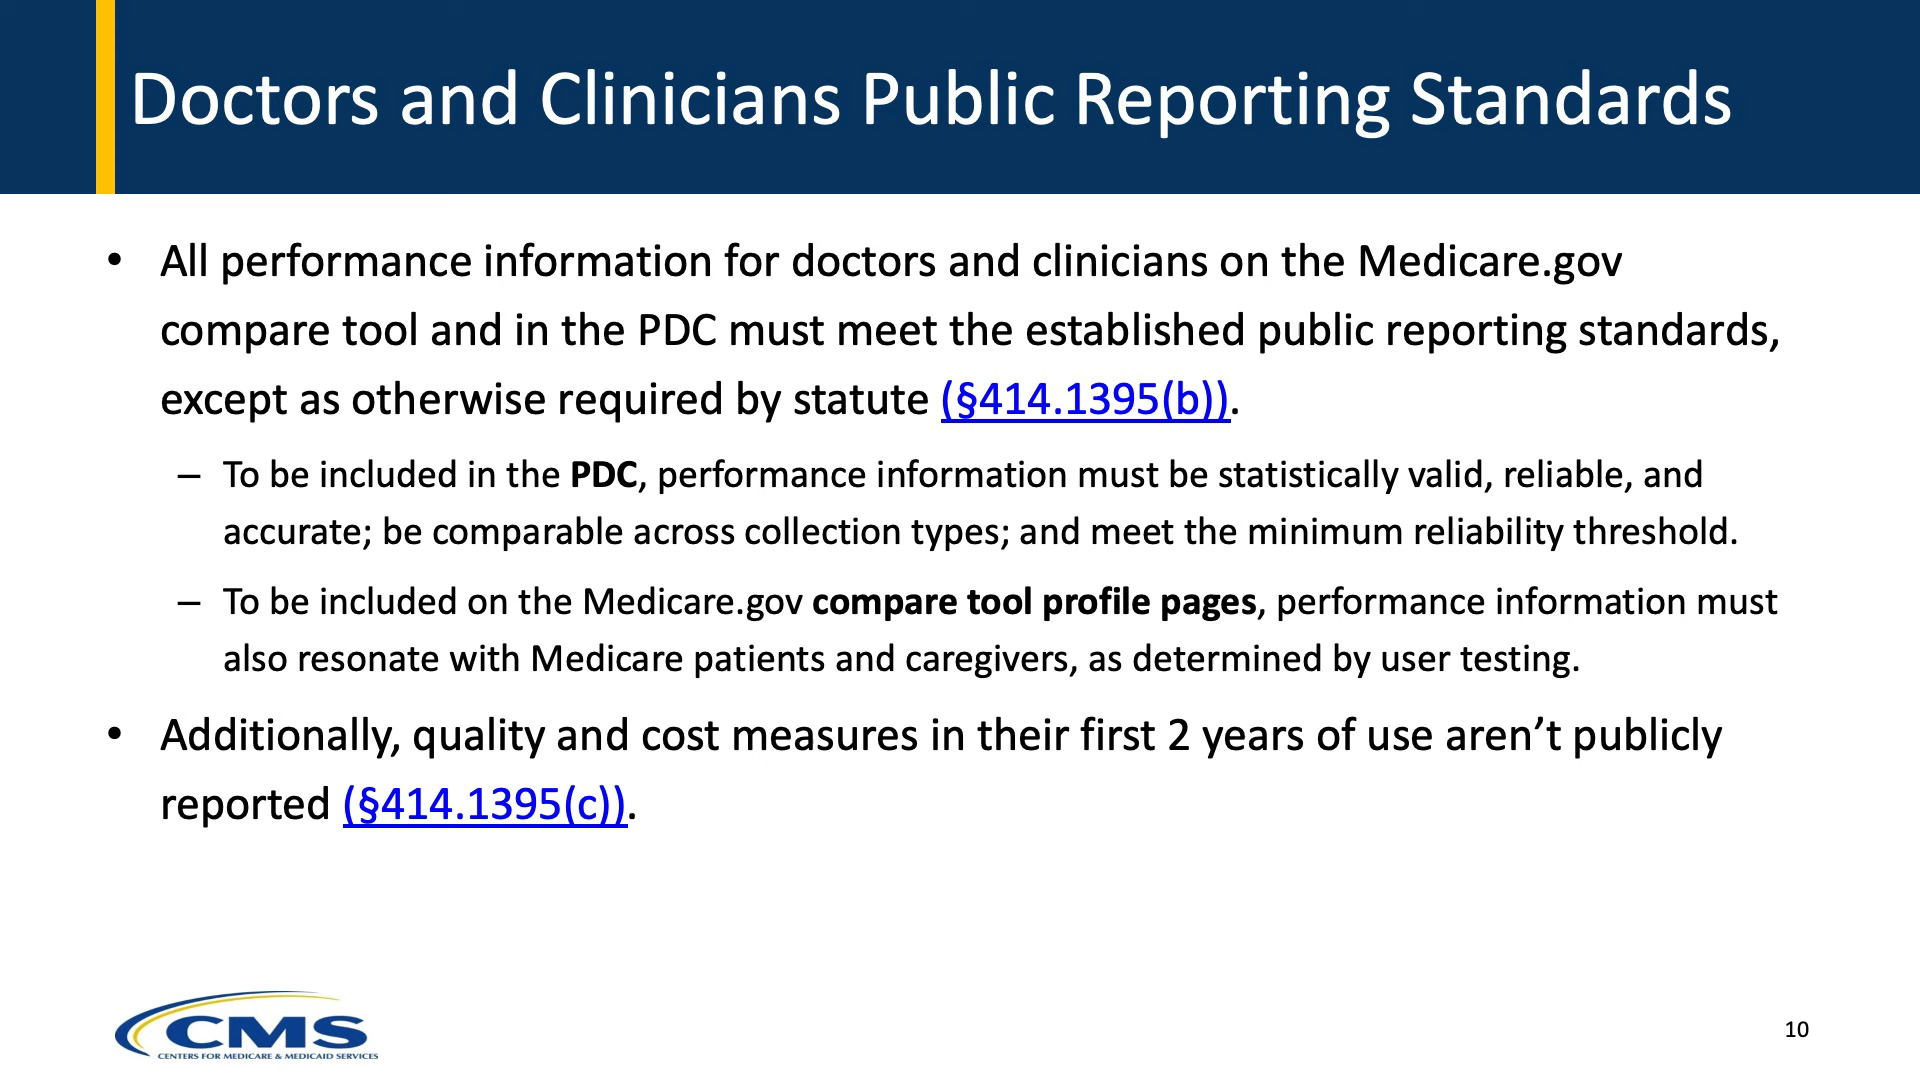 Doctors and Clinicians Public Reporting Standards
• All performance information for doctors and clinicians on the Medicare.gov
compare tool and in the PDC must meet the established public reporting standards,
except as otherwise required by statute (§414.1395(b)).
– To be included in the PDC, performance information must be statistically valid, reliable, and
accurate; be comparable across collection types; and meet the minimum reliability threshold.
– To be included on the Medicare.gov compare tool profile pages, performance information must
also resonate with Medicare patients and caregivers, as determined by user testing.
• Additionally, quality and cost measures in their first 2 years of use aren’t publicly
reported (§414.1395(c)).
CMS
CENTERS FOR MEDICARE & MEDICAID SERVICES
10